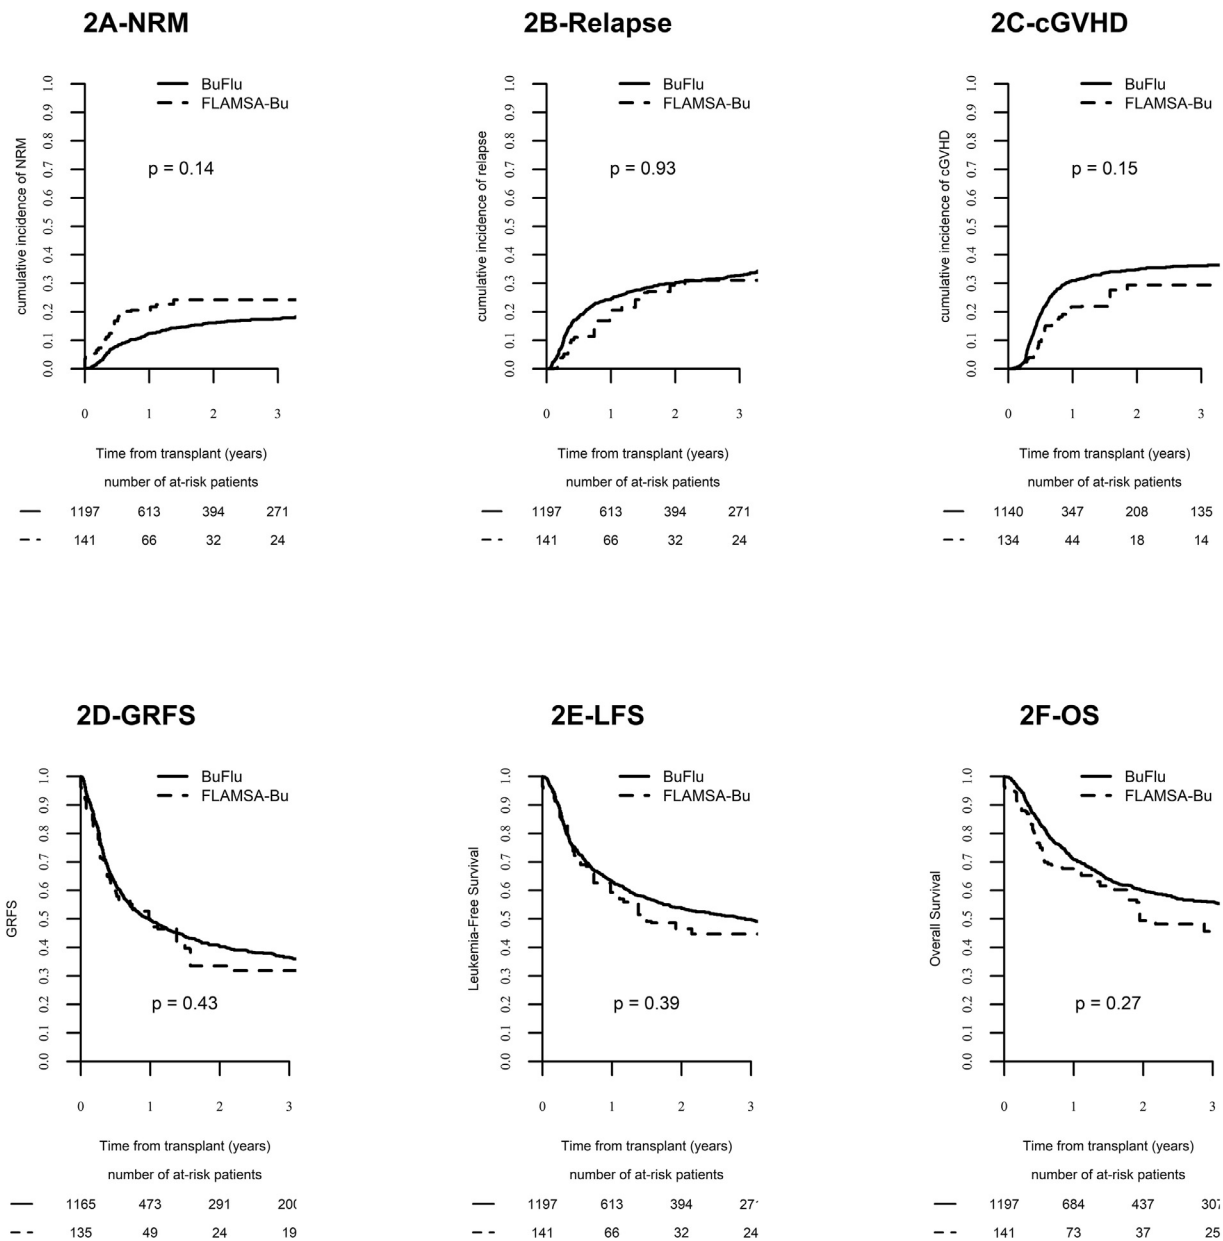 2A-NRM
2B-Relapse
2C-cGVHD
BuFlu
FLAMSA-Bu
p = 0.14
cumulative incidence of NRM
1.0
0.9
0.8
0.7
0.6
0.5
0.4
0.3
0.2
0.1
0.0
0 1 2 3
Time from transplant (years)
number of at-risk patients
1197 613 394 271
141 66 32 24
BuFlu
FLAMSA-Bu
p = 0.93
cumulative incidence of relapse
1.0
0.9
0.8
0.7
0.6
0.5
0.4
0.3
0.2
0.1
0.0
0 1 2 3
Time from transplant (years)
number of at-risk patients
1197 613 394 271
141 66 32 24
BuFlu
FLAMSA-Bu
p = 0.15
cumulative incidence of cGVHD
1.0
0.9
0.8
0.7
0.6
0.5
0.4
0.3
0.2
0.1
0.0
0 1 2 3
Time from transplant (years)
number of at-risk patients
1140 347 208 135
134 44 18 14
2D-GRFS
2E-LFS
2F-OS
BuFlu
FLAMSA-Bu
p = 0.43
GRFS
1.0
0.9
0.8
0.7
0.6
0.5
0.4
0.3
0.2
0.1
0.0
0 1 2 3
Time from transplant (years)
number of at-risk patients
1165 473 291 200
135 49 24 19
BuFlu
FLAMSA-Bu
p = 0.39
Leukemia-Free Survival
1.0
0.9
0.8
0.7
0.6
0.5
0.4
0.3
0.2
0.1
0.0
0 1 2 3
Time from transplant (years)
number of at-risk patients
1197 613 394 271
141 66 32 24
BuFlu
FLAMSA-Bu
p = 0.27
Overall Survival
1.0
0.9
0.8
0.7
0.6
0.5
0.4
0.3
0.2
0.1
0.0
0 1 2 3
Time from transplant (years)
number of at-risk patients
1197 684 437 307
141 73 37 25